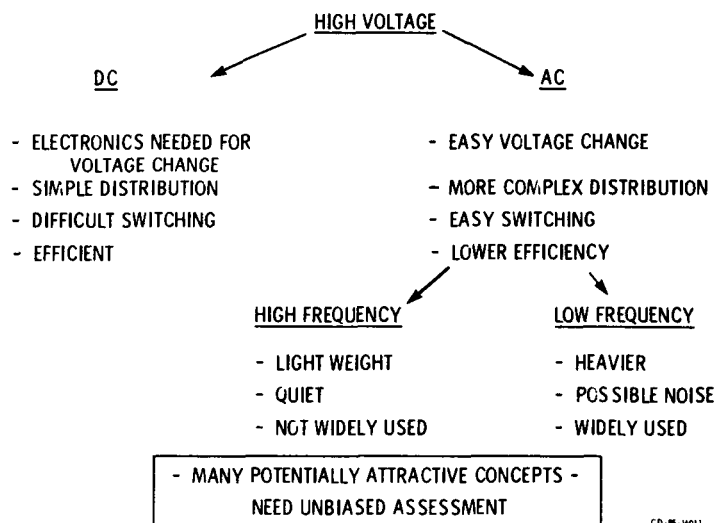 HIGH VOLTAGE
DC
- ELECTRONICS NEEDED FOR
VOLTAGE CHANGE
- SIMPLE DISTRIBUTION
- DIFFICULT SWITCHING
- EFFICIENT
AC
- EASY VOLTAGE CHANGE
- MORE COMPLEX DISTRIBUTION
- EASY SWITCHING
- LOWER EFFICIENCY
HIGH FREQUENCY
- LIGHT WEIGHT
- QUIET
- NOT WIDELY USED
LOW FREQUENCY
- HEAVIER
- POSSIBLE NOISE
- WIDELY USED
- MANY POTENTIALLY ATTRACTIVE CONCEPTS -
NEED UNBIASED ASSESSMENT